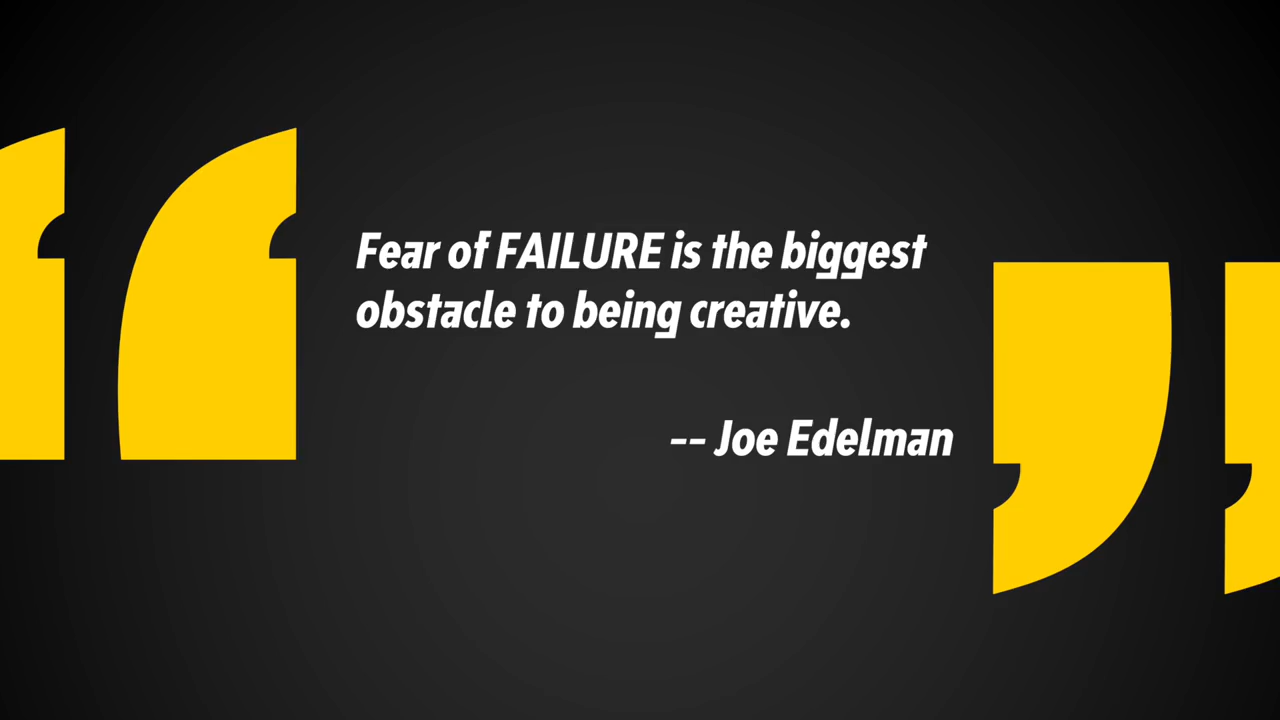 Fear of FAILURE is the biggest
obstacle to being creative.
-- Joe Edelman